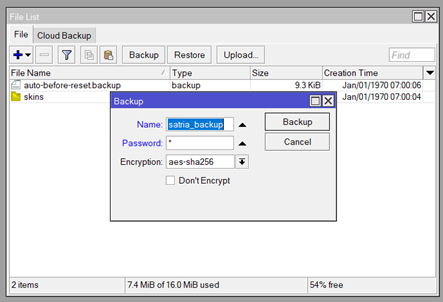 File List
File Cloud Backup
Backup Restore Upload... Find
File Name / Type Size Creation Time
auto-before-reset.backup backup 9.3 KiB Jan/01/1970 07:00:06
skins Jan/01/1970 07:00:04
Backup
Name: satria_backup Backup
Password: * Cancel
Encryption: aes-sha256
Don't Encrypt
2 items 7.4 MiB of 16.0 MiB used 54% free